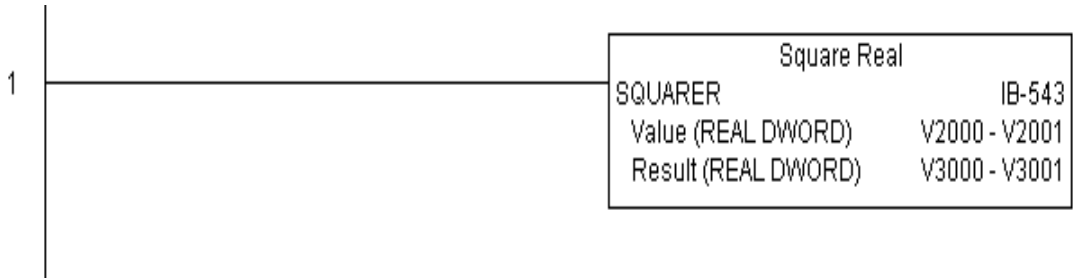 Square Real
1
SQUARER IB-543
Value (REAL DWORD) V2000 - V2001
Result (REAL DWORD) V3000 - V3001